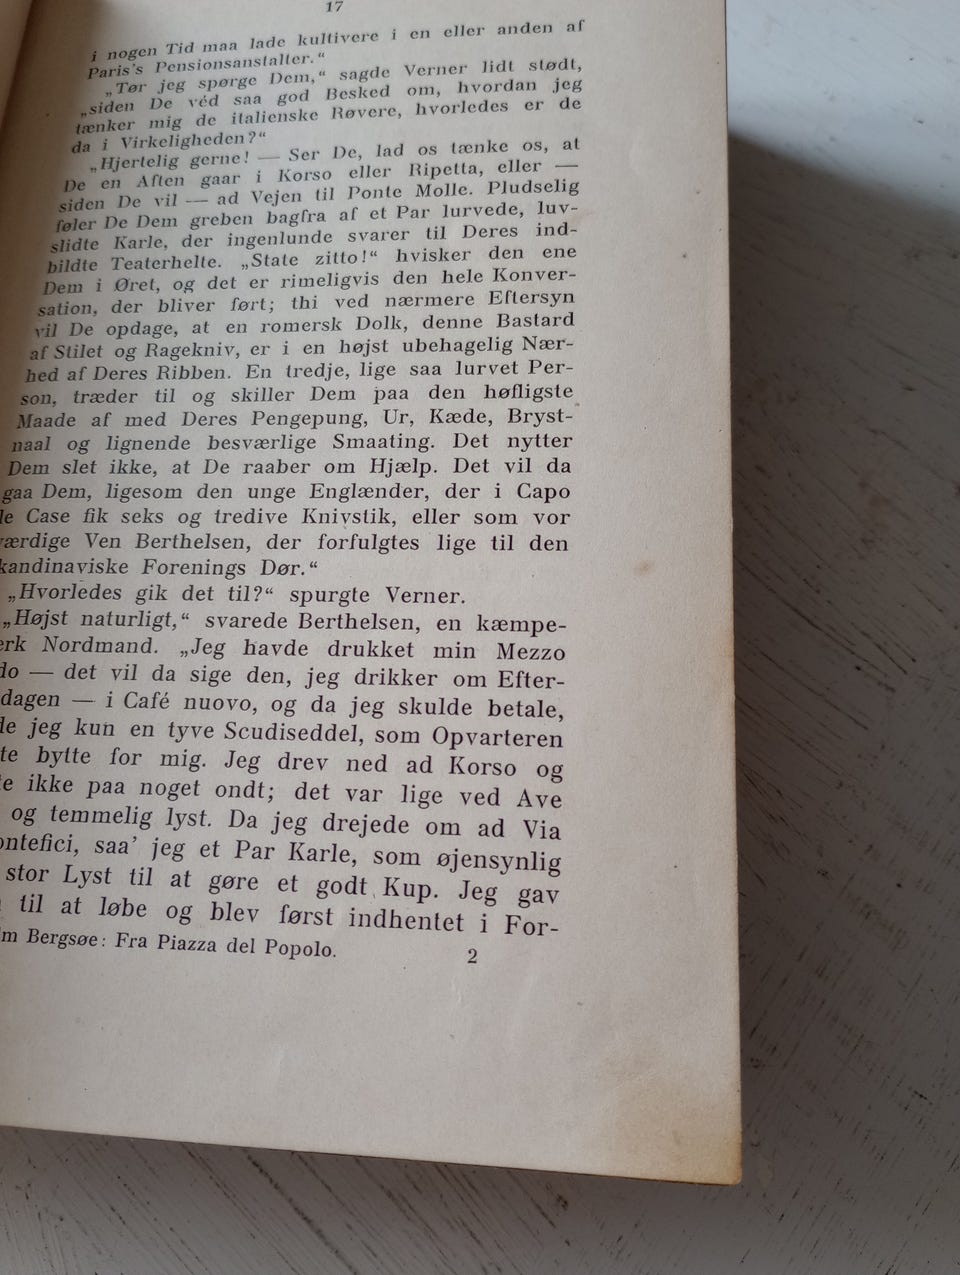 17
i nogen Tid maa lade kultivere i en eller anden af
Paris's Pensionsanstalter.“
„Tør jeg spørge Dem,“ sagde Verner lidt stødt,
„siden De véd saa god Besked om, hvordan jeg
tænker mig de italienske Røvere, hvorledes er de
da i Virkeligheden?“
„Hjertelig gerne! — Ser De, lad os tænke os, at
De en Aften gaar i Korso eller Ripetta, eller —
siden De vil — ad Vejen til Ponte Molle. Pludselig
føler De Dem greben bagfra af et Par lurvede, luv-
slidte Karle, der ingenlunde svarer til Deres ind-
bildte Teaterhelte. „State zitto!“ hvisker den ene
Dem i Øret, og det er rimeligvis den hele Konver-
sation, der bliver ført; thi ved nærmere Eftersyn
vil De opdage, at en romersk Dolk, denne Bastard
af Stilet og Ragekniv, er i en højst ubehagelig Nær-
hed af Deres Ribben. En tredje, lige saa lurvet Per-
son, træder til og skiller Dem paa den høfligste
Maade af med Deres Pengepung, Ur, Kæde, Bryst-
naal og lignende besværlige Smaating. Det nytter
Dem slet ikke, at De raaber om Hjælp. Det vil da
gaa Dem, ligesom den unge Englænder, der i Capo
le Case fik seks og tredive Knivstik, eller som vor
værdige Ven Berthelsen, der forfulgtes lige til den
kandinaviske Forenings Dør.“
„Hvorledes gik det til?“ spurgte Verner.
„Højst naturligt,“ svarede Berthelsen, en kæmpe-
erk Nordmand. „Jeg havde drukket min Mezzo
do — det vil da sige den, jeg drikker om Efter-
dagen — i Café nuovo, og da jeg skulde betale,
de jeg kun en tyve Scudiseddel, som Opvarteren
te bytte for mig. Jeg drev ned ad Korso og
e ikke paa noget ondt; det var lige ved Ave
og temmelig lyst. Da jeg drejede om ad Via
ontefici, saa' jeg et Par Karle, som øjensynlig
stor Lyst til at gøre et godt Kup. Jeg gav
til at løbe og blev først indhentet i For-
m Bergsøe: Fra Piazza del Popolo. 2